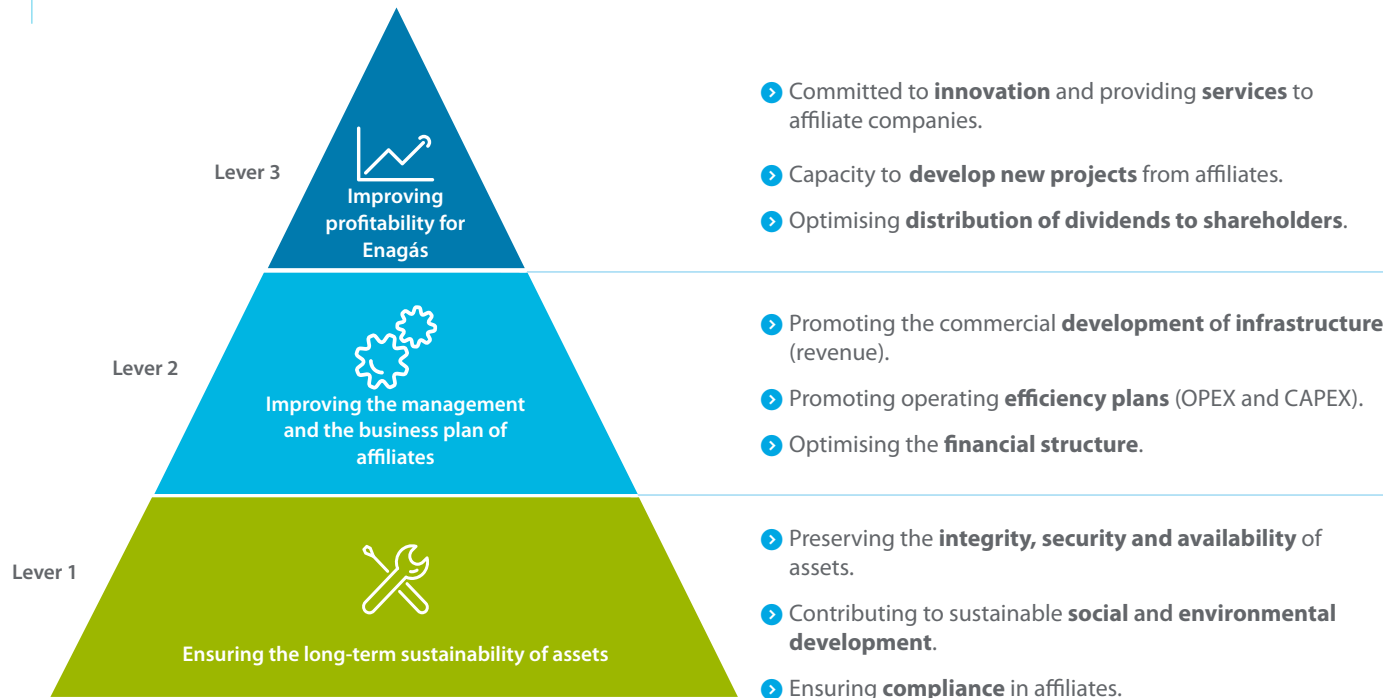 Lever 3
Improving
profitability for
Enagás
Committed to innovation and providing services to
affiliate companies.
Capacity to develop new projects from affiliates.
Optimising distribution of dividends to shareholders.
Lever 2
Improving the management
and the business plan of
affiliates
Promoting the commercial development of infrastructure
(revenue).
Promoting operating efficiency plans (OPEX and CAPEX).
Optimising the financial structure.
Lever 1
Ensuring the long-term sustainability of assets
Preserving the integrity, security and availability of
assets.
Contributing to sustainable social and environmental
development.
Ensuring compliance in affiliates.